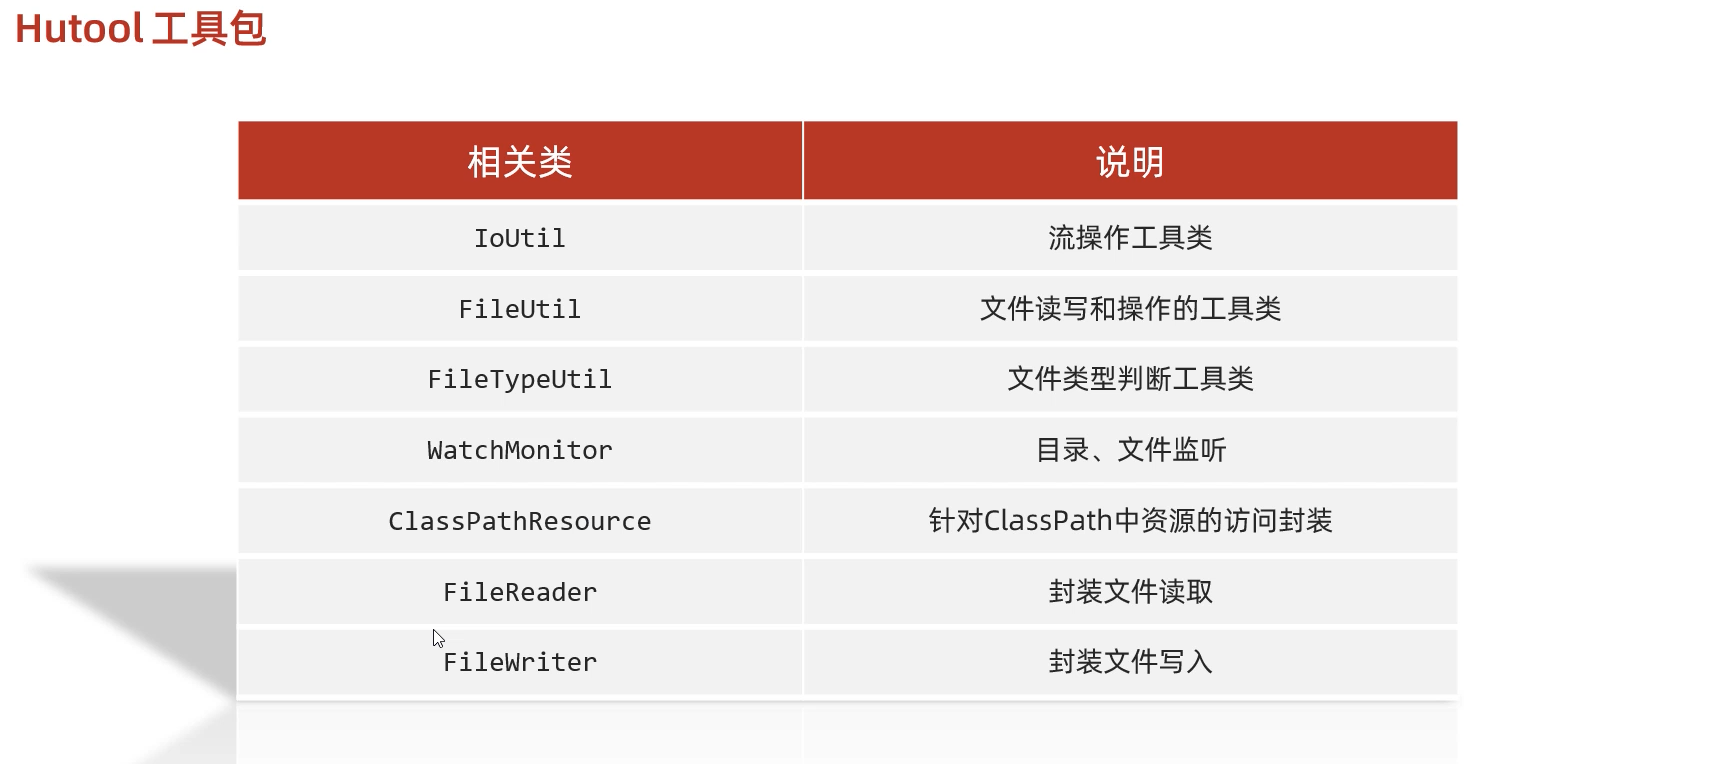 Hutool 工具包
相关类 说明
IoUtil 流操作工具类
FileUtil 文件读写和操作的工具类
FileTypeUtil 文件类型判断工具类
WatchMonitor 目录、文件监听
ClassPathResource 针对ClassPath中资源的访问封装
FileReader 封装文件读取
FileWriter 封装文件写入